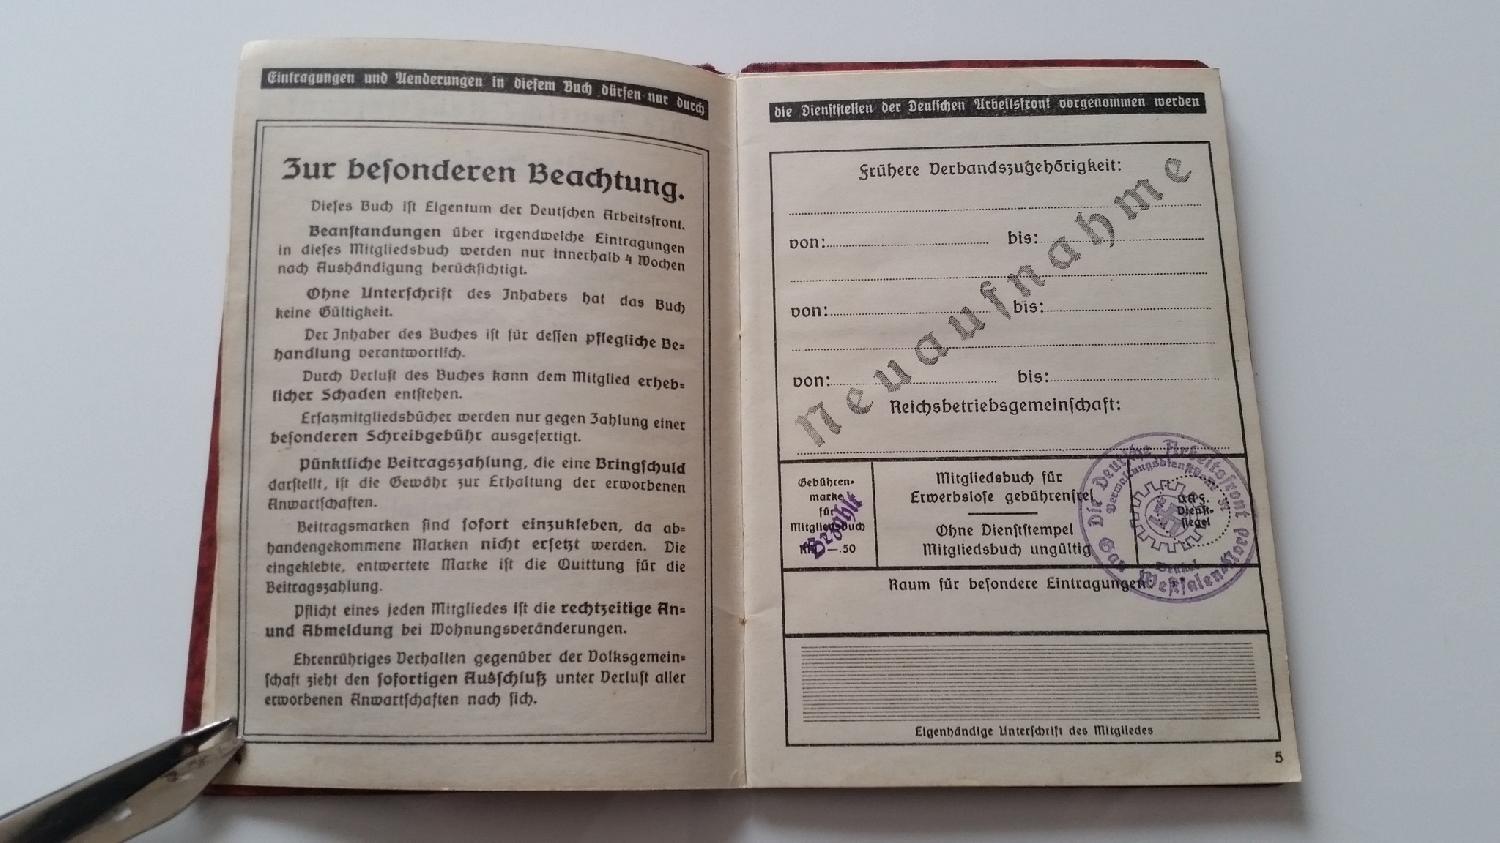 Eintragungen und Aenderungen in diesem Buch dürfen nur durch
Zur besonderen Beachtung.
Dieses Buch ist Eigentum der Deutschen Arbeitsfront.
Beanstandungen über irgendwelche Eintragungen
in dieses Mitgliedsbuch werden nur innerhalb 4 Wochen
nach Aushändigung berücksichtigt.
Ohne Unterschrift des Inhabers hat das Buch
keine Gültigkeit.
Der Inhaber des Buches ist für dessen pflegliche Be-
handlung verantwortlich.
Durch Verlust des Buches kann dem Mitglied erheb-
licher Schaden entstehen.
Ersatzmitgliedsbücher werden nur gegen Zahlung einer
besonderen Schreibgebühr ausgefertigt.
Pünktliche Beitragszahlung, die eine Bringschuld
darstellt, ist die Gewähr zur Erhaltung der erworbenen
Anwartschaften.
Beitragsmarken sind sofort einzukleben, da ab-
handengekommene Marken nicht ersetzt werden. Die
eingeklebte, entwertete Marke ist die Quittung für die
Beitragszahlung.
Pflicht eines jeden Mitgliedes ist die rechtzeitige An-
und Abmeldung bei Wohnungsveränderungen.
Ehrenrühriges Verhalten gegenüber der Volksgemein-
schaft zieht den sofortigen Ausschluß unter Verlust aller
erworbenen Anwartschaften nach sich.
die Dienststellen der Deutschen Arbeitsfront vorgenommen werden
Frühere Verbandszugehörigkeit:
von: bis:
von: bis:
von: bis:
Neuaufnahme
Reichsbetriebsgemeinschaft:
Gebühren-
marke
für
Mitgliedsbuch
RM —.50
Bezahlt
Mitgliedsbuch für
Erwerbslose gebührenfrei
Ohne Dienststempel
Mitgliedsbuch ungültig
Dienst-
siegel
Die Deutsche Arbeitsfront
Gau Westfalen-Nord
Raum für besondere Eintragungen:
Eigenhändige Unterschrift des Mitgliedes
5